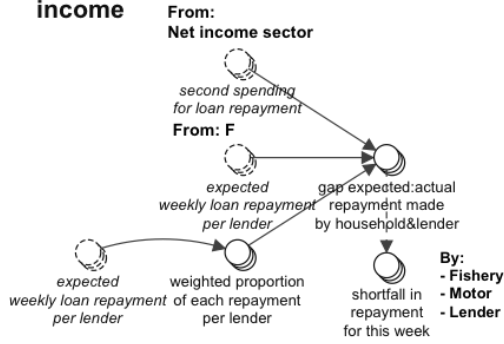 income
From:
Net income sector
second spending
for loan repayment
From: F
expected
weekly loan repayment
per lender
gap expected:actual
repayment made
by household&lender
expected
weekly loan repayment
per lender
weighted proportion
of each repayment
per lender
shortfall in
repayment
for this week
By:
- Fishery
- Motor
- Lender